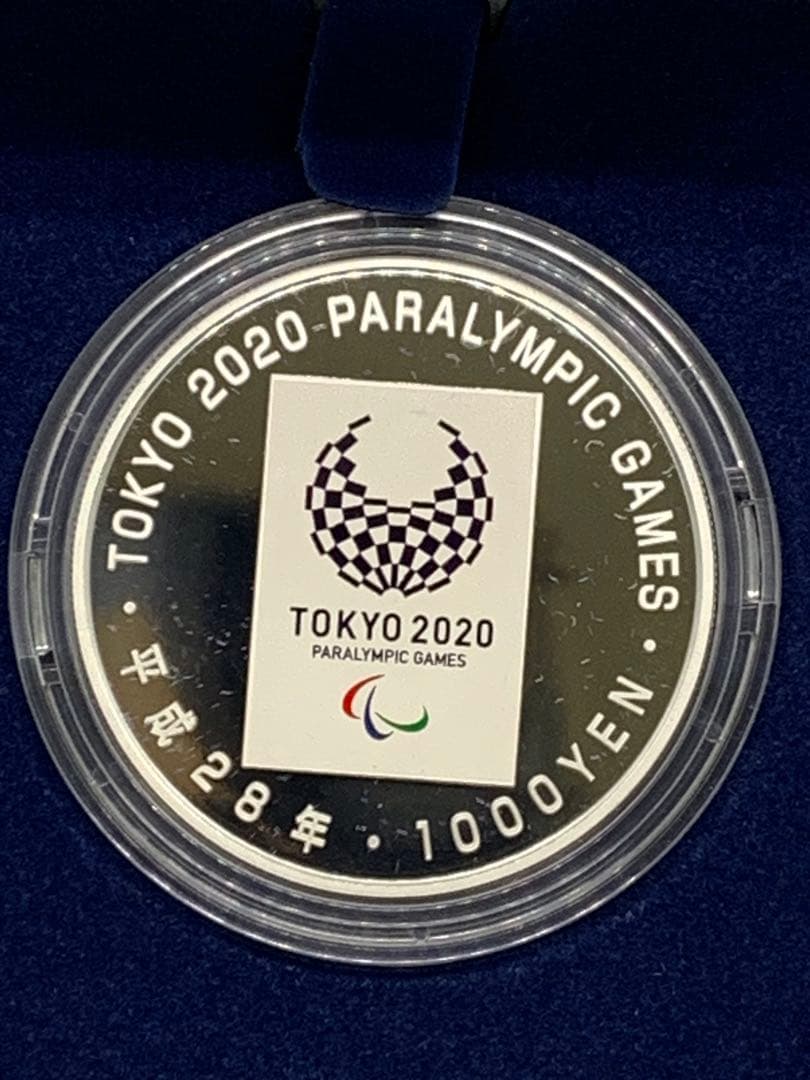 TOKYO 2020 PARALYMPIC GAMES
TOKYO 2020
PARALYMPIC GAMES
・平成28年・1000YEN・